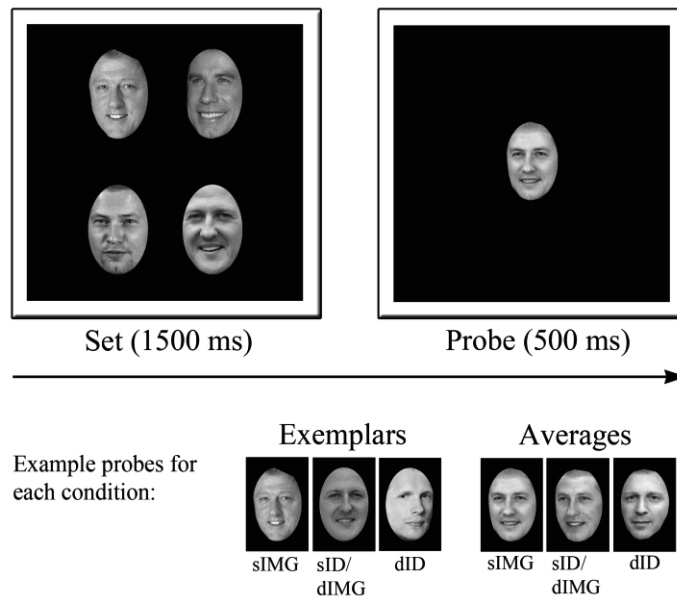 Set (1500 ms)
Probe (500 ms)
Exemplars
Averages
Example probes for
each condition:
sIMG
sID/
dIMG
dID
sIMG
sID/
dIMG
dID